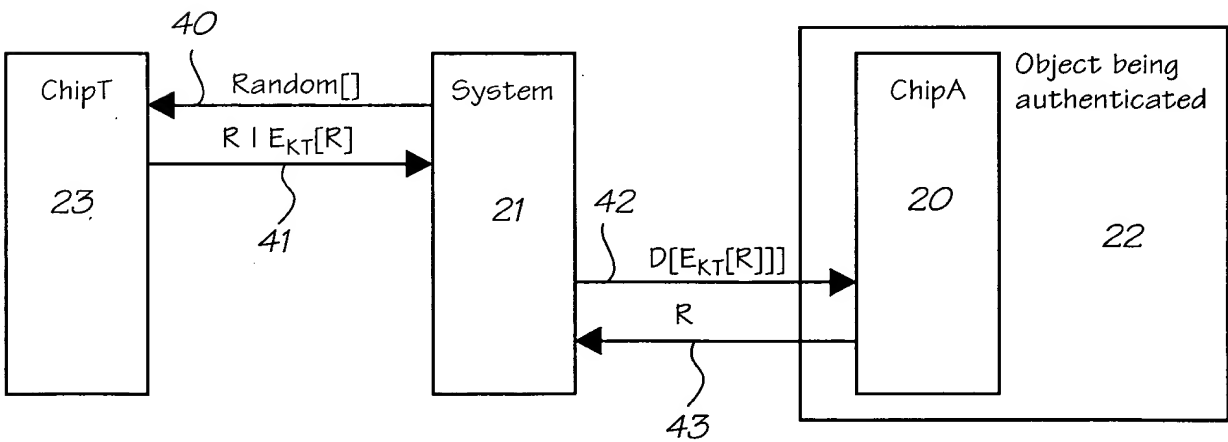 40
ChipT
Random[]
System
ChipA
Object being
authenticated
R | E_KT[R]
23
41
21
42
20
22
D[E_KT[R]]]
R
43